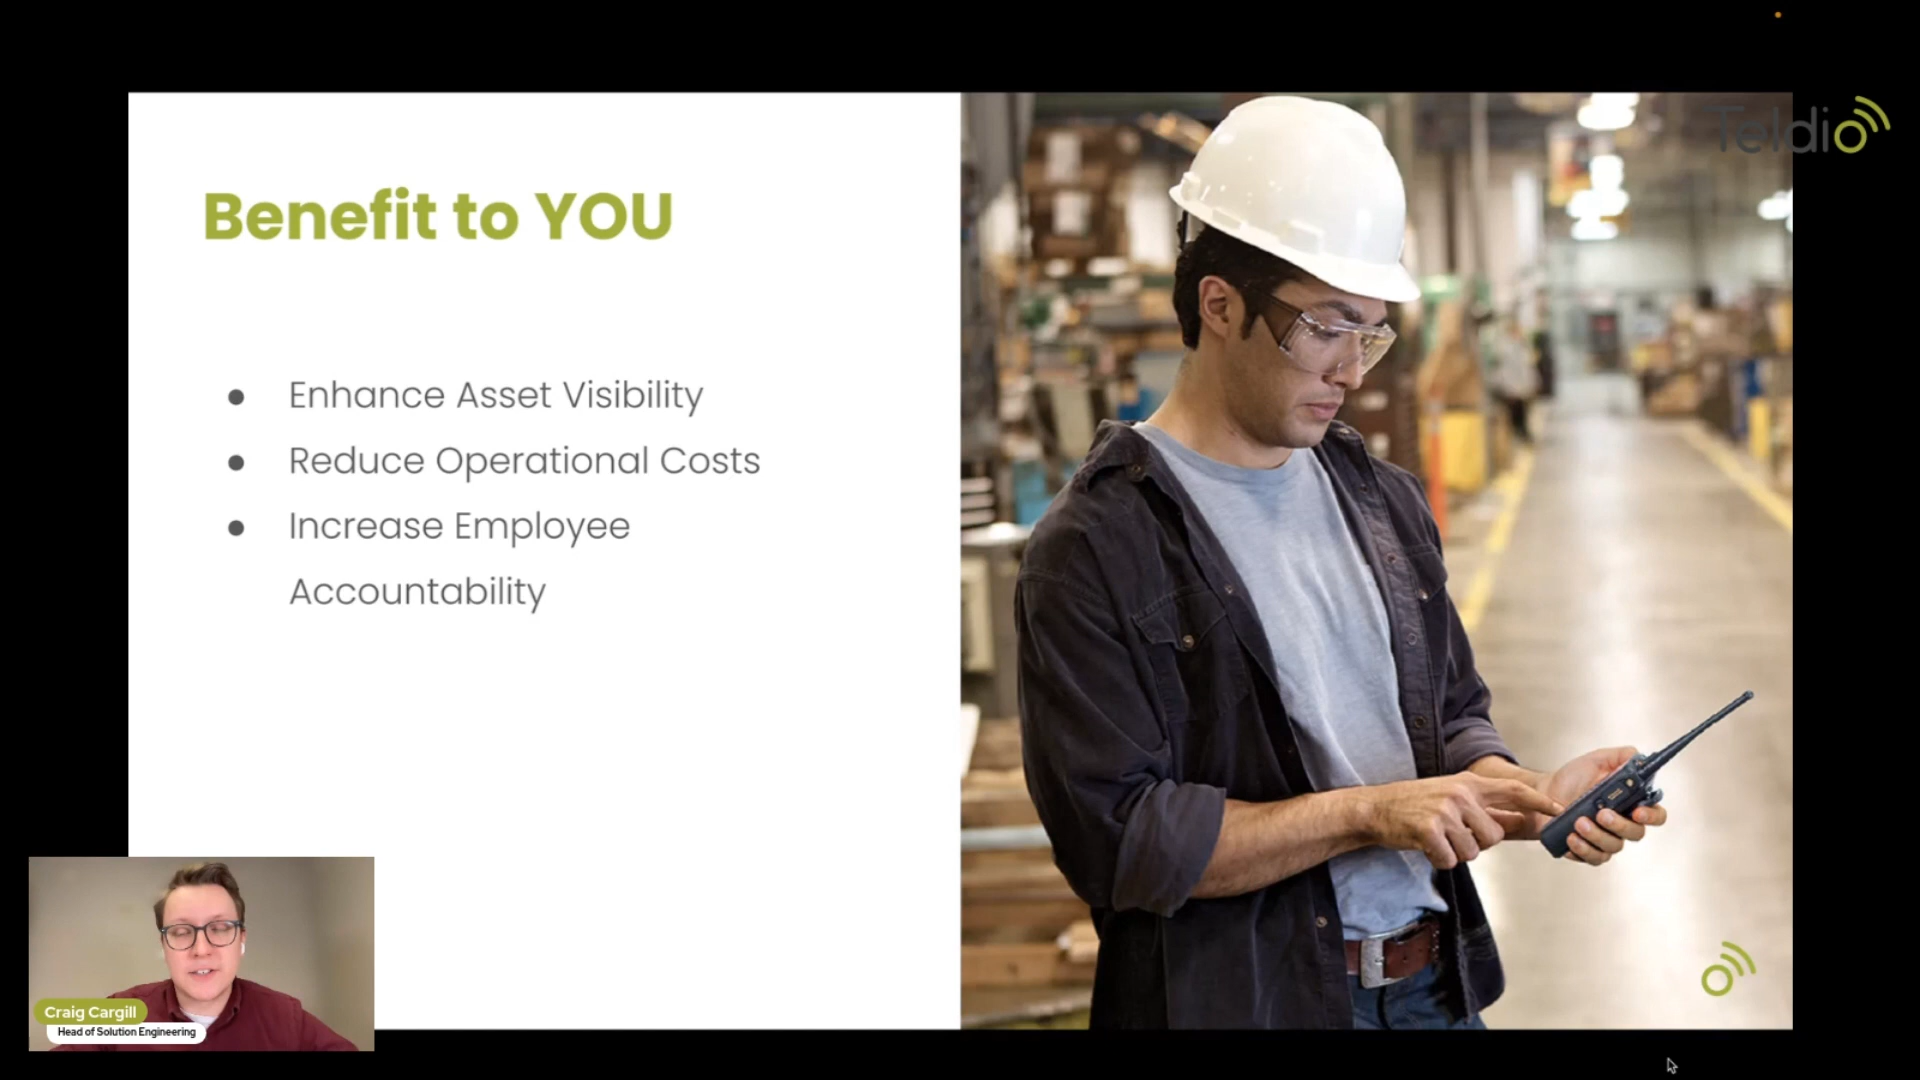 Teldio
Benefit to YOU
● Enhance Asset Visibility
● Reduce Operational Costs
● Increase Employee
Accountability
Craig Cargill
Head of Solution Engineering